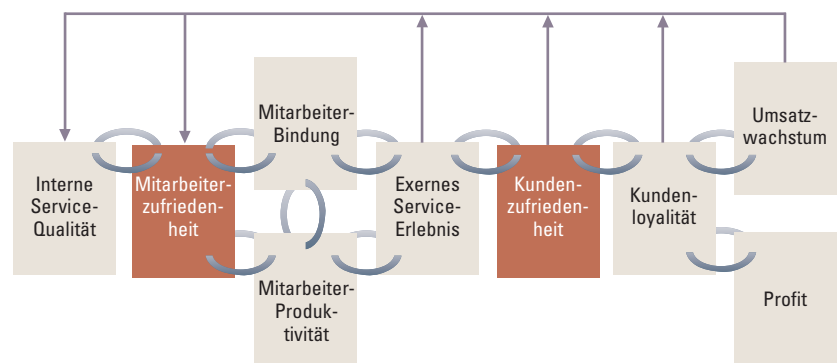 Interne
Service-
Qualität
Mitarbeiter-
zufrieden-
heit
Mitarbeiter-
Bindung
Mitarbeiter-
Produk-
tivität
Exernes
Service-
Erlebnis
Kunden-
zufrieden-
heit
Kunden-
loyalität
Umsatz-
wachstum
Profit